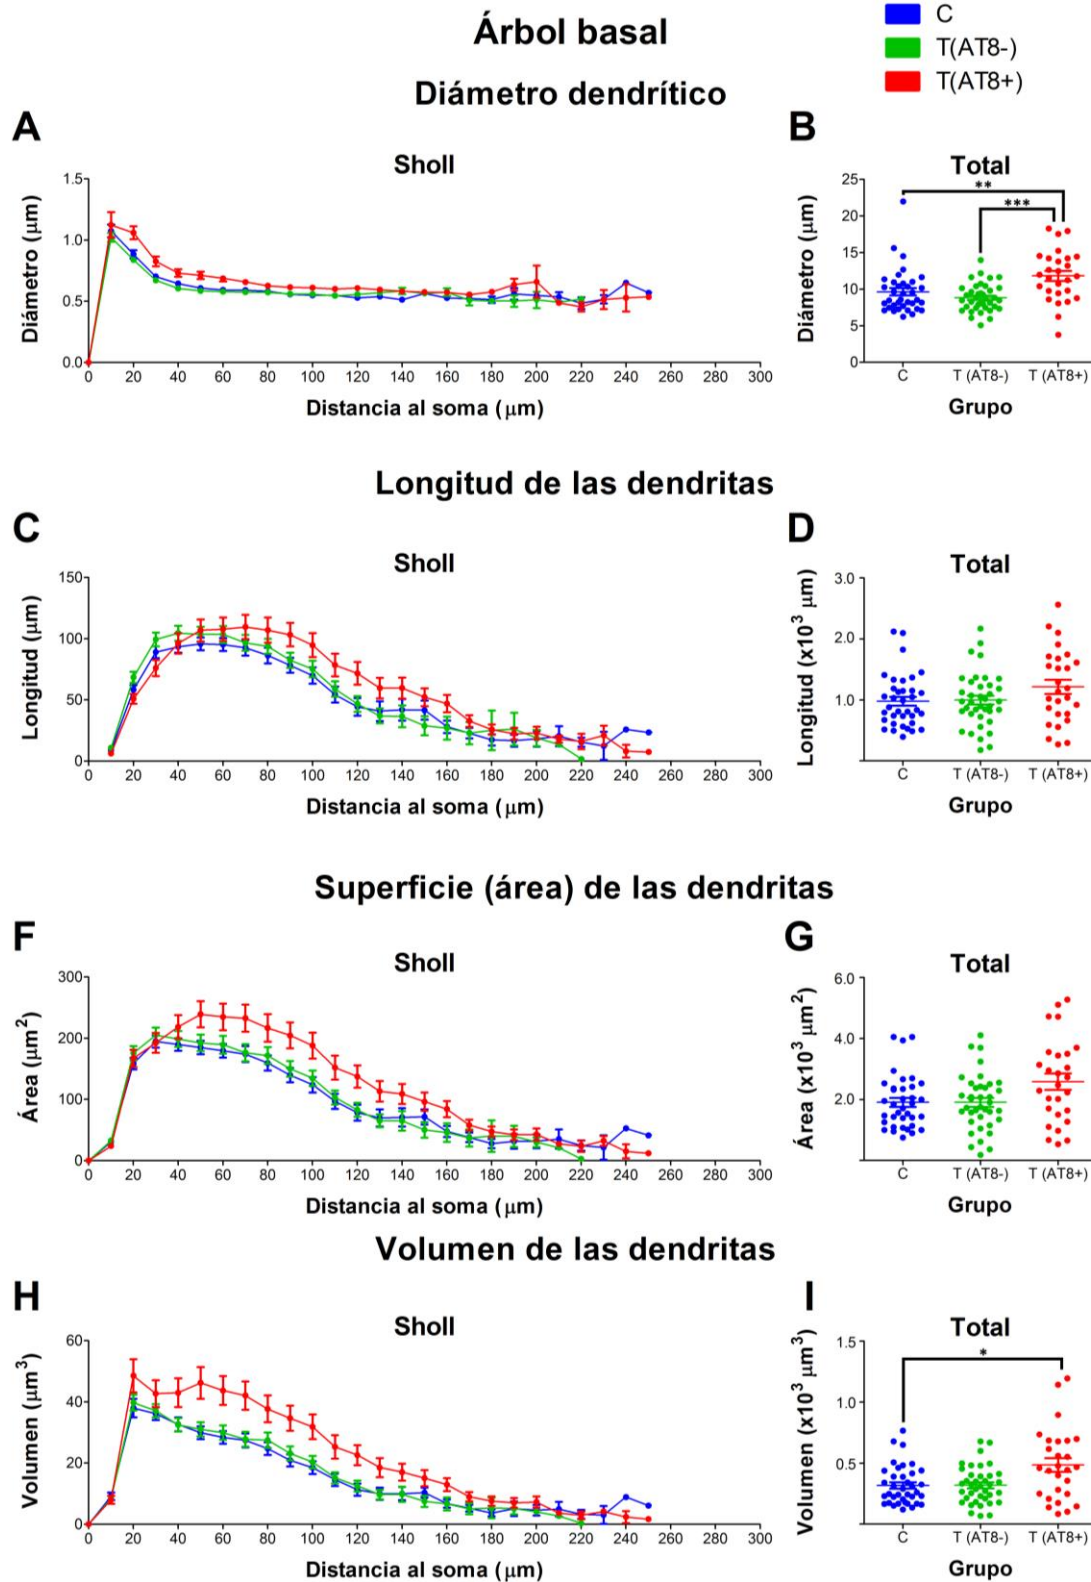 Árbol basal
C
T(AT8-)
T(AT8+)
Diámetro dendrítico
A
Sholl
Diámetro (μm)
1.5
1.0
0.5
0.0
0 20 40 60 80 100 120 140 160 180 200 220 240 260 280 300
Distancia al soma (μm)
B
Total
Diámetro (μm)
25
20
15
10
5
0
**
***
C T (AT8-) T (AT8+)
Grupo
Longitud de las dendritas
C
Sholl
Longitud (μm)
150
100
50
0
0 20 40 60 80 100 120 140 160 180 200 220 240 260 280 300
Distancia al soma (μm)
D
Total
Longitud (x10³ μm)
3.0
2.0
1.0
C T (AT8-) T (AT8+)
Grupo
Superficie (área) de las dendritas
F
Sholl
Área (μm²)
300
200
100
0
0 20 40 60 80 100 120 140 160 180 200 220 240 260 280 300
Distancia al soma (μm)
G
Total
Área (x10³ μm²)
6.0
4.0
2.0
C T (AT8-) T (AT8+)
Grupo
Volumen de las dendritas
H
Sholl
Volumen (μm³)
60
40
20
0
0 20 40 60 80 100 120 140 160 180 200 220 240 260 280 300
Distancia al soma (μm)
I
Total
Volumen (x10³ μm³)
1.5
1.0
0.5
*
C T (AT8-) T (AT8+)
Grupo